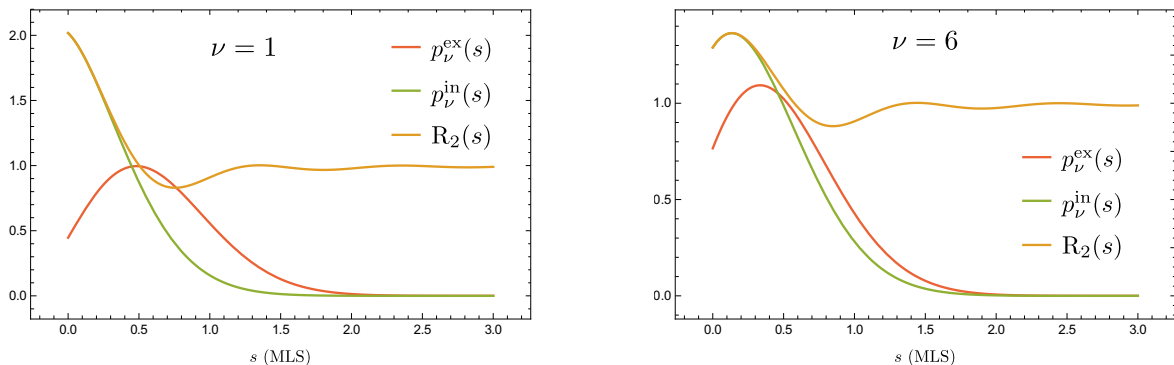 ν = 1
p_ν^ex(s)
p_ν^in(s)
R₂(s)
2.0
1.5
1.0
0.5
0.0
0.0 0.5 1.0 1.5 2.0 2.5 3.0
s (MLS)
ν = 6
p_ν^ex(s)
p_ν^in(s)
R₂(s)
1.0
0.5
0.0
0.0 0.5 1.0 1.5 2.0 2.5 3.0
s (MLS)